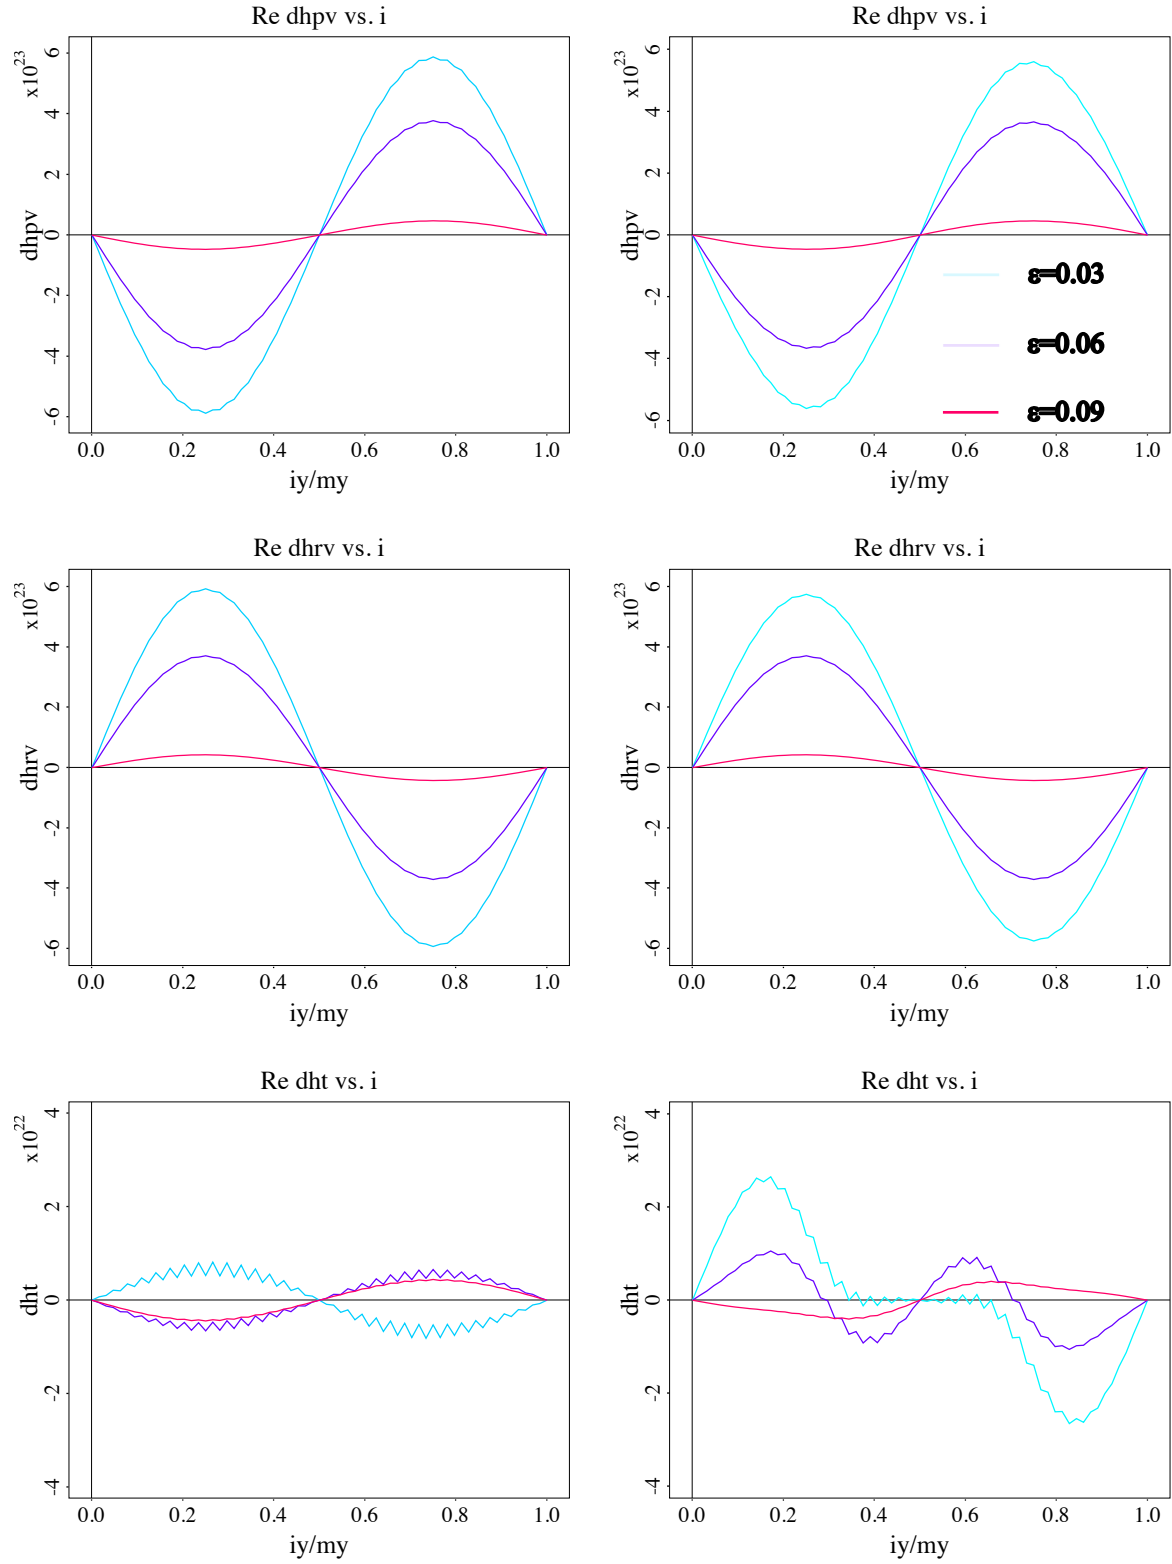 Re dhpv vs. i
x10^23
6
4
2
0
-2
-4
-6
dhpv
0.0 0.2 0.4 0.6 0.8 1.0
iy/my
Re dhpv vs. i
x10^23
6
4
2
0
-2
-4
-6
dhpv
ε=0.03
ε=0.06
ε=0.09
0.0 0.2 0.4 0.6 0.8 1.0
iy/my
Re dhrv vs. i
x10^23
6
4
2
0
-2
-4
-6
dhrv
0.0 0.2 0.4 0.6 0.8 1.0
iy/my
Re dhrv vs. i
x10^23
6
4
2
0
-2
-4
-6
dhrv
0.0 0.2 0.4 0.6 0.8 1.0
iy/my
Re dht vs. i
x10^22
4
2
0
-2
-4
dht
0.0 0.2 0.4 0.6 0.8 1.0
iy/my
Re dht vs. i
x10^22
4
2
0
-2
-4
dht
0.0 0.2 0.4 0.6 0.8 1.0
iy/my